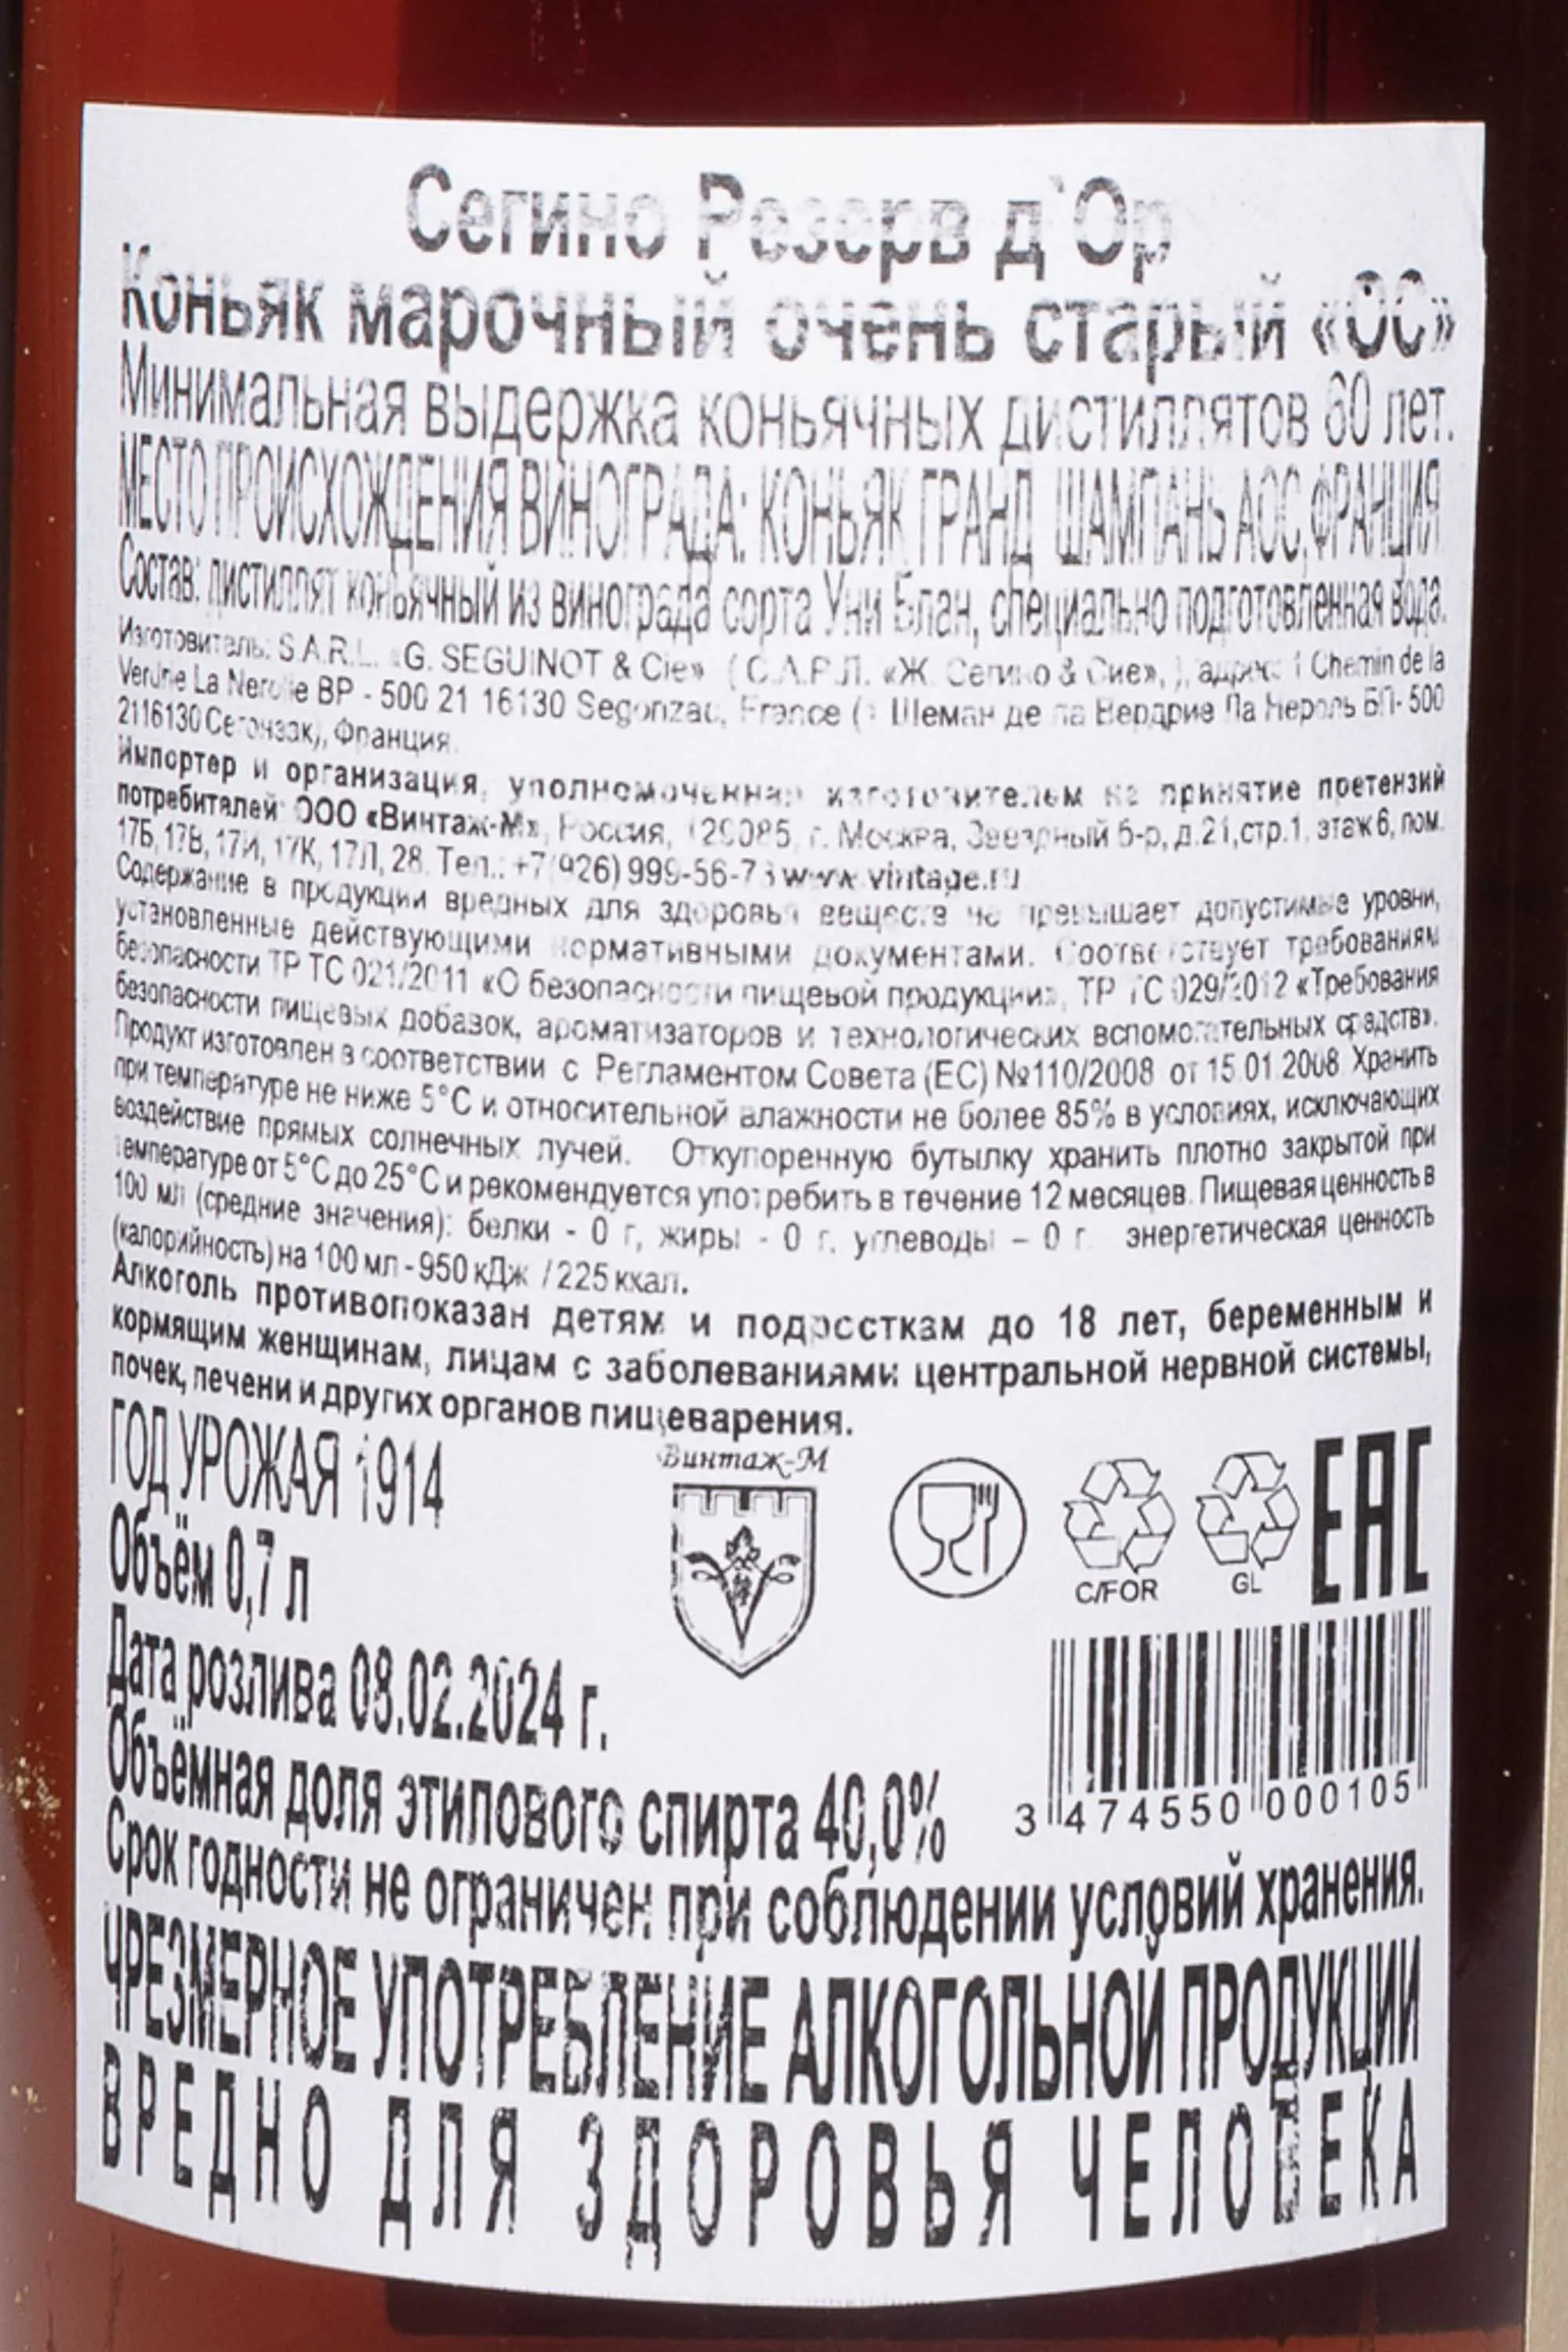 Сегино Резерв д`Ор
Коньяк марочный очень старый «ОС»
Минимальная выдержка коньячных дистиллятов 60 лет.
МЕСТО ПРОИСХОЖДЕНИЯ ВИНОГРАДА: КОНЬЯК ГРАНД ШАМПАНЬ АОС, ФРАНЦИЯ
Состав: дистиллят коньячный из винограда сорта Уни Блан, специально подготовленная вода.
Изготовитель: S.A.R.L. «G. SEGUINOT & Cie» ( С.А.Р.Л. «Ж. Сегино & Сие», ), адрес: 1 Chemin de la
La BP - 500 21 16130 Segonzac, France ( Шеман де ла Вердрие Ла Нероль БП- 500
2116130 Сегонзак), Франция.
Импортер и организация, уполномоченная изготовителем на принятие претензий
потребителей: ООО «Винтаж-М», Россия, 129085, г. Москва, Звездный б-р, д.21,стр.1, этаж 6, пом.
17Б, 17В, 17И, 17К, 17Л, 28. Тел.: +7(926) 999-56-73 www.vintage.ru
Содержание в продукции вредных для здоровья веществ не превышает допустимые уровни,
установленные действующими нормативными документами. Соответствует требованиям
безопасности ТР ТС 021/2011 «О безопасности пищевой продукции», ТР ТС 029/2012 «Требования
безопасности пищевых добавок, ароматизаторов и технологических вспомогательных средств».
Продукт изготовлен в соответствии с Регламентом Совета (ЕС) №110/2008 от 15.01.2008 Хранить
при температуре не ниже 5°С и относительной влажности не более 85% в условиях, исключающих
воздействие прямых солнечных лучей. Откупоренную бутылку хранить плотно закрытой при
температуре от 5°С до 25°С и рекомендуется употребить в течение 12 месяцев. Пищевая ценность в
100 мл (средние значения): белки - 0 г, жиры - 0 г, углеводы – 0 г. энергетическая ценность
(калорийность) на 100 мл - 950 кДж / 225 ккал.
Алкоголь противопоказан детям и подросткам до 18 лет, беременным и
кормящим женщинам, лицам с заболеваниями центральной нервной системы,
почек, печени и других органов пищеварения.
ГОД УРОЖАЯ 1914
Винтаж-М
Объём 0,7 л
EAC
C/FOR
GL
Дата розлива 08.02.2024 г.
Объёмная доля этилового спирта 40,0%
3 474550 000105
Срок годности не ограничен при соблюдении условий хранения.
ЧРЕЗМЕРНОЕ УПОТРЕБЛЕНИЕ АЛКОГОЛЬНОЙ ПРОДУКЦИИ
ВРЕДНО ДЛЯ ЗДОРОВЬЯ ЧЕЛОВЕКА